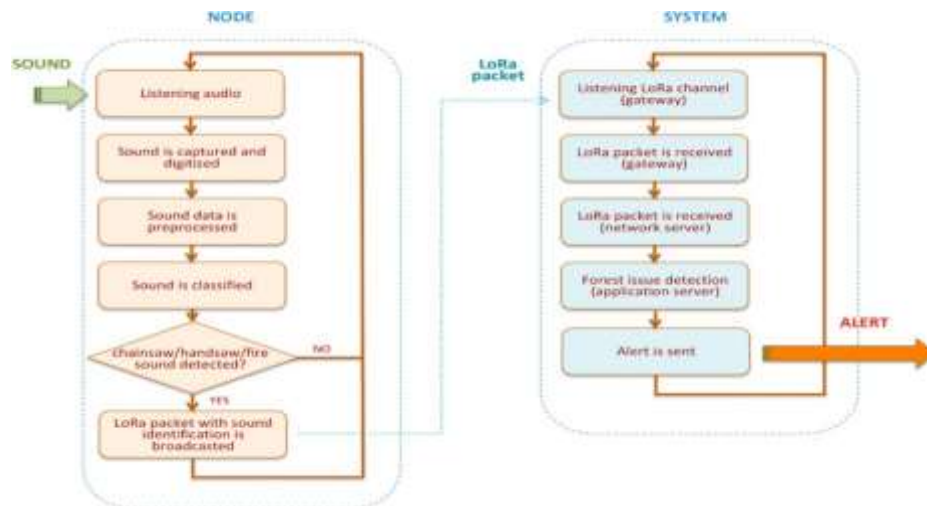 NODE
SOUND
Listening audio
Sound is captured and
digitized
Sound data is
preprocessed
Sound is classified
Chainsaw/handsaw/fire
sound detected?
NO
YES
LoRa packet with sound
identification is
broadcasted
LoRa
packet
SYSTEM
Listening LoRa channel
(gateway)
LoRa packet is received
(gateway)
LoRa packet is received
(network server)
Forest issue detection
(application server)
Alert is sent
ALERT